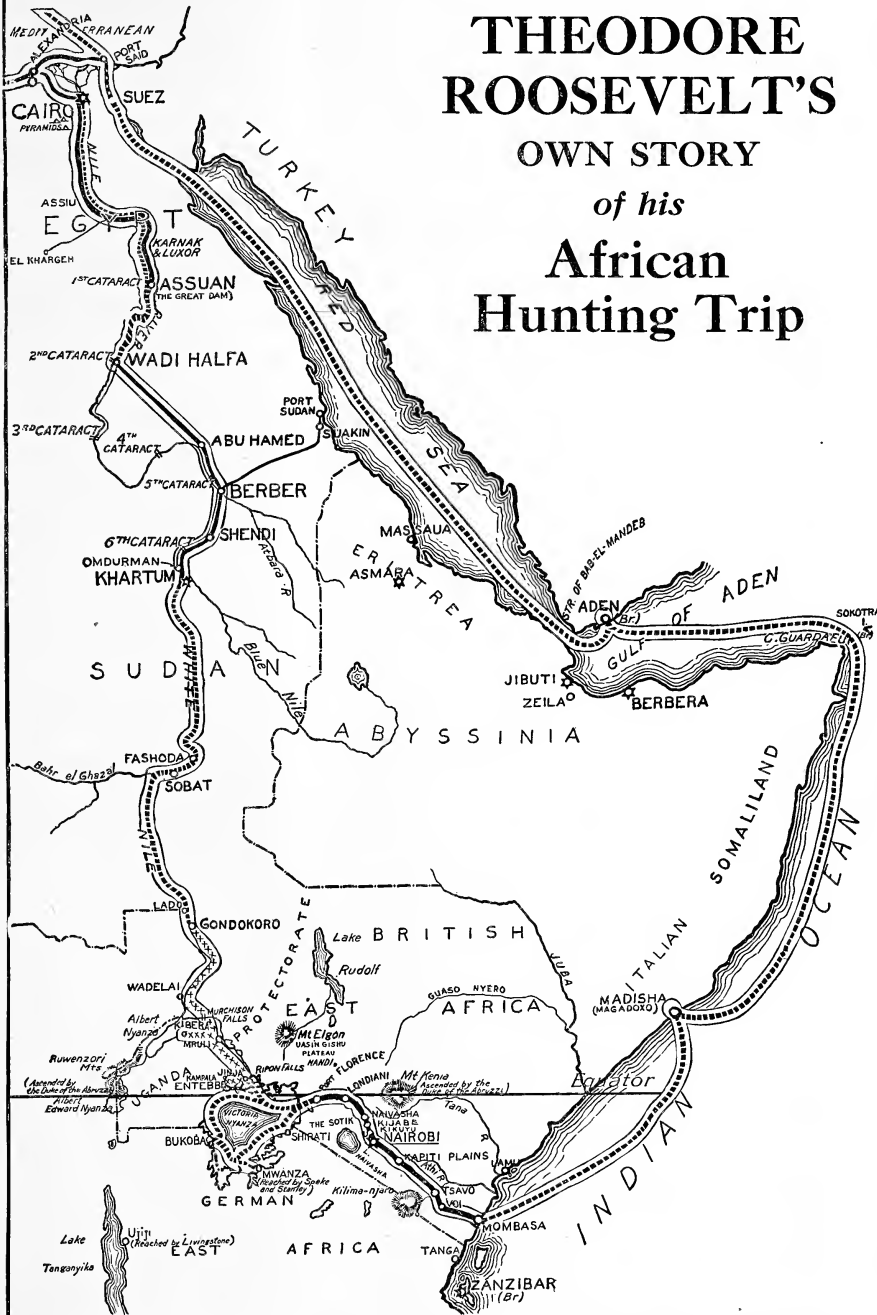 THEODORE
ROOSEVELT'S
OWN STORY
of his
African
Hunting Trip
MEDITERRANEAN
ALEXANDRIA
PORT
SAID
CAIRO
PYRAMIDS
SUEZ
NILE
ASSIU
EGYPT
EL KHARGEH
KARNAK
& LUXOR
1ST CATARACT
ASSUAN
(THE GREAT DAM)
RIVER
2ND CATARACT
WADI HALFA
3RD CATARACT
4TH
CATARACT
ABU HAMED
PORT
SUDAN
SUAKIN
5TH CATARACT
BERBER
6TH CATARACT
SHENDI
Atbara R
OMDURMAN
KHARTUM
TURKEY
RED SEA
MASSAUA
ERITREA
ASMARA
STR. OF BAB-EL-MANDEB
ADEN
(Br)
GULF OF ADEN
SOKOTRA
I.
(Br)
C. GUARDAFUI
JIBUTI
ZEILA
BERBERA
SUDAN
Blue Nile
WHITE
ABYSSINIA
FASHODA
Bahr el Ghazal
SOBAT
NILE
SOMALILAND
ITALIAN
LADO
GONDOKORO
PROTECTORATE
Lake
Rudolf
BRITISH
EAST
AFRICA
GUASO NYERO
JUBA
MADISHA
(MAGADOXO)
INDIAN OCEAN
WADELAI
MURCHISON
FALLS
Albert
Nyanza
KIBERA
XXXX
MRULI
Mt Elgon
UASIN GISHU
PLATEAU
NANDI
Ruwenzori
Mts
(Ascended by
the Duke of the Abruzzi)
Albert
Edward Nyanza
UGANDA
KAMPALA
JINJA
RIPON FALLS
ENTEBBE
PORT FLORENCE
LONDIANI
Mt Kenia
Ascended by the
Duke of the Abruzzi)
Equator
VICTORIA
NYANZA
THE SOTIK
NAIVASHA
KIJABE
KIKUYU
NAIROBI
Tana
R
BUKOBA
SHIRATI
L.
NAIVASHA
KAPITI PLAINS
Athi R
LAMU
MWANZA
(Reached by Speke
and Stanley)
Kilima-njaro
TSAVO
VOI
MOMBASA
GERMAN
EAST
AFRICA
Lake
Tanganyika
Ujiji
(Reached by Livingstone)
TANGA
ZANZIBAR
I (Br)